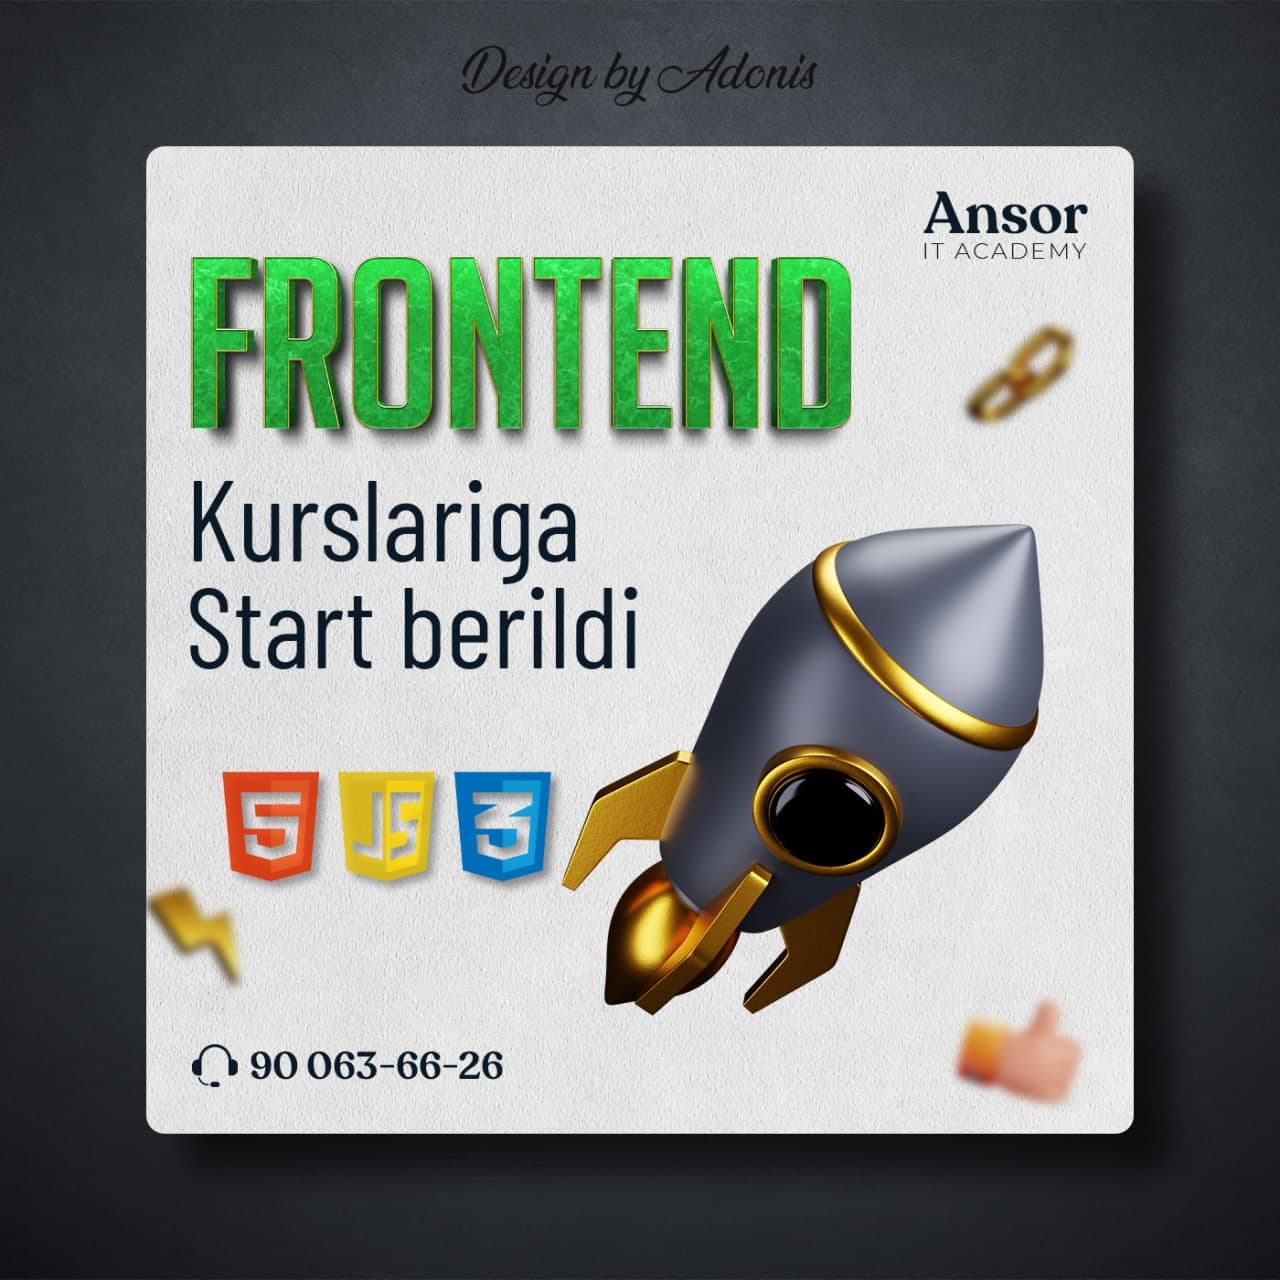 Design by Adonis
Ansor
IT ACADEMY
FRONTEND
Kurslariga
Start berildi
5 JS 3
90 063-66-26